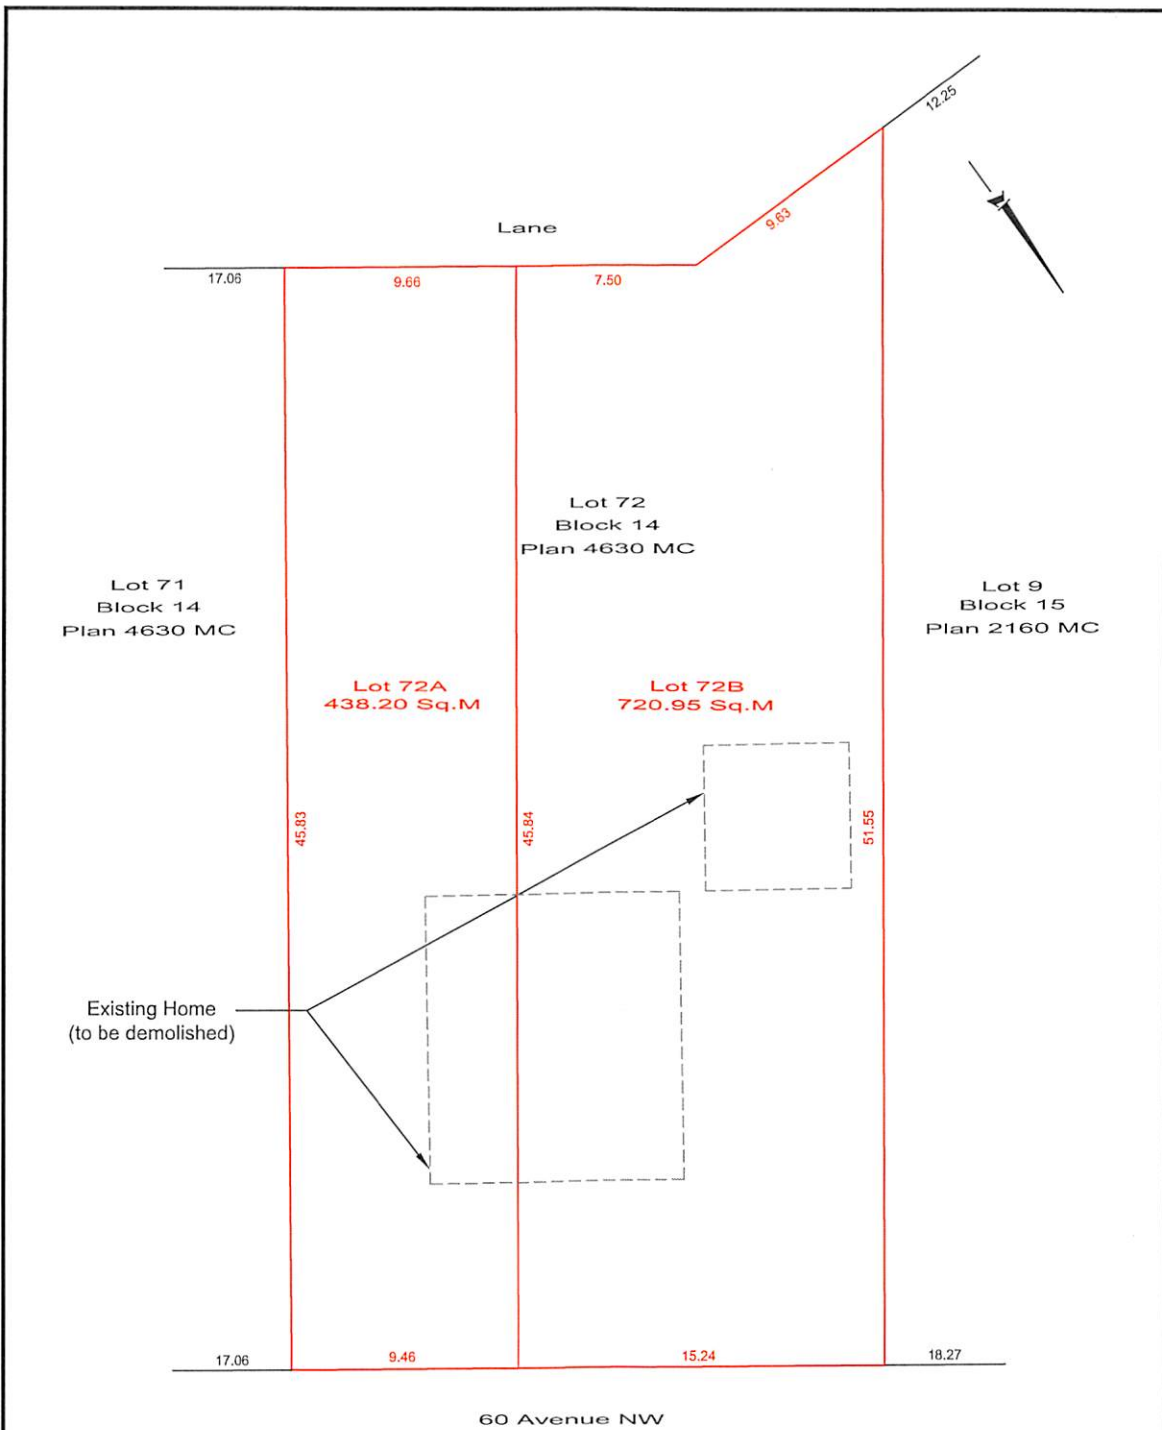 12.25
9.63
Lane
17.06
9.66
7.50
Lot 72
Block 14
Plan 4630 MC
Lot 71
Block 14
Plan 4630 MC
Lot 9
Block 15
Plan 2160 MC
Lot 72A
438.20 Sq.M
Lot 72B
720.95 Sq.M
45.83
45.84
51.55
Existing Home
(to be demolished)
17.06
9.46
15.24
18.27
60 Avenue NW